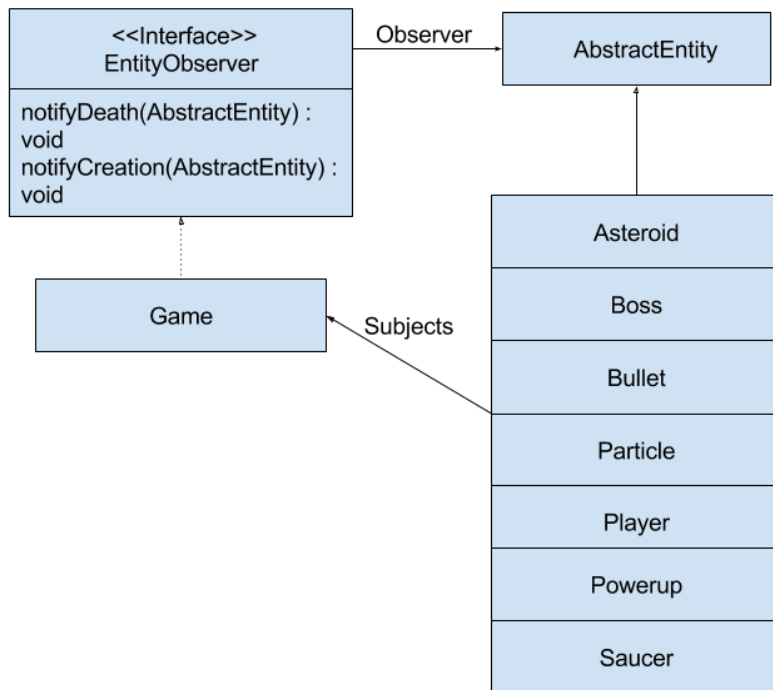 <<Interface>>
EntityObserver
notifyDeath(AbstractEntity) :
void
notifyCreation(AbstractEntity) :
void
Observer
AbstractEntity
Game
Subjects
Asteroid
Boss
Bullet
Particle
Player
Powerup
Saucer